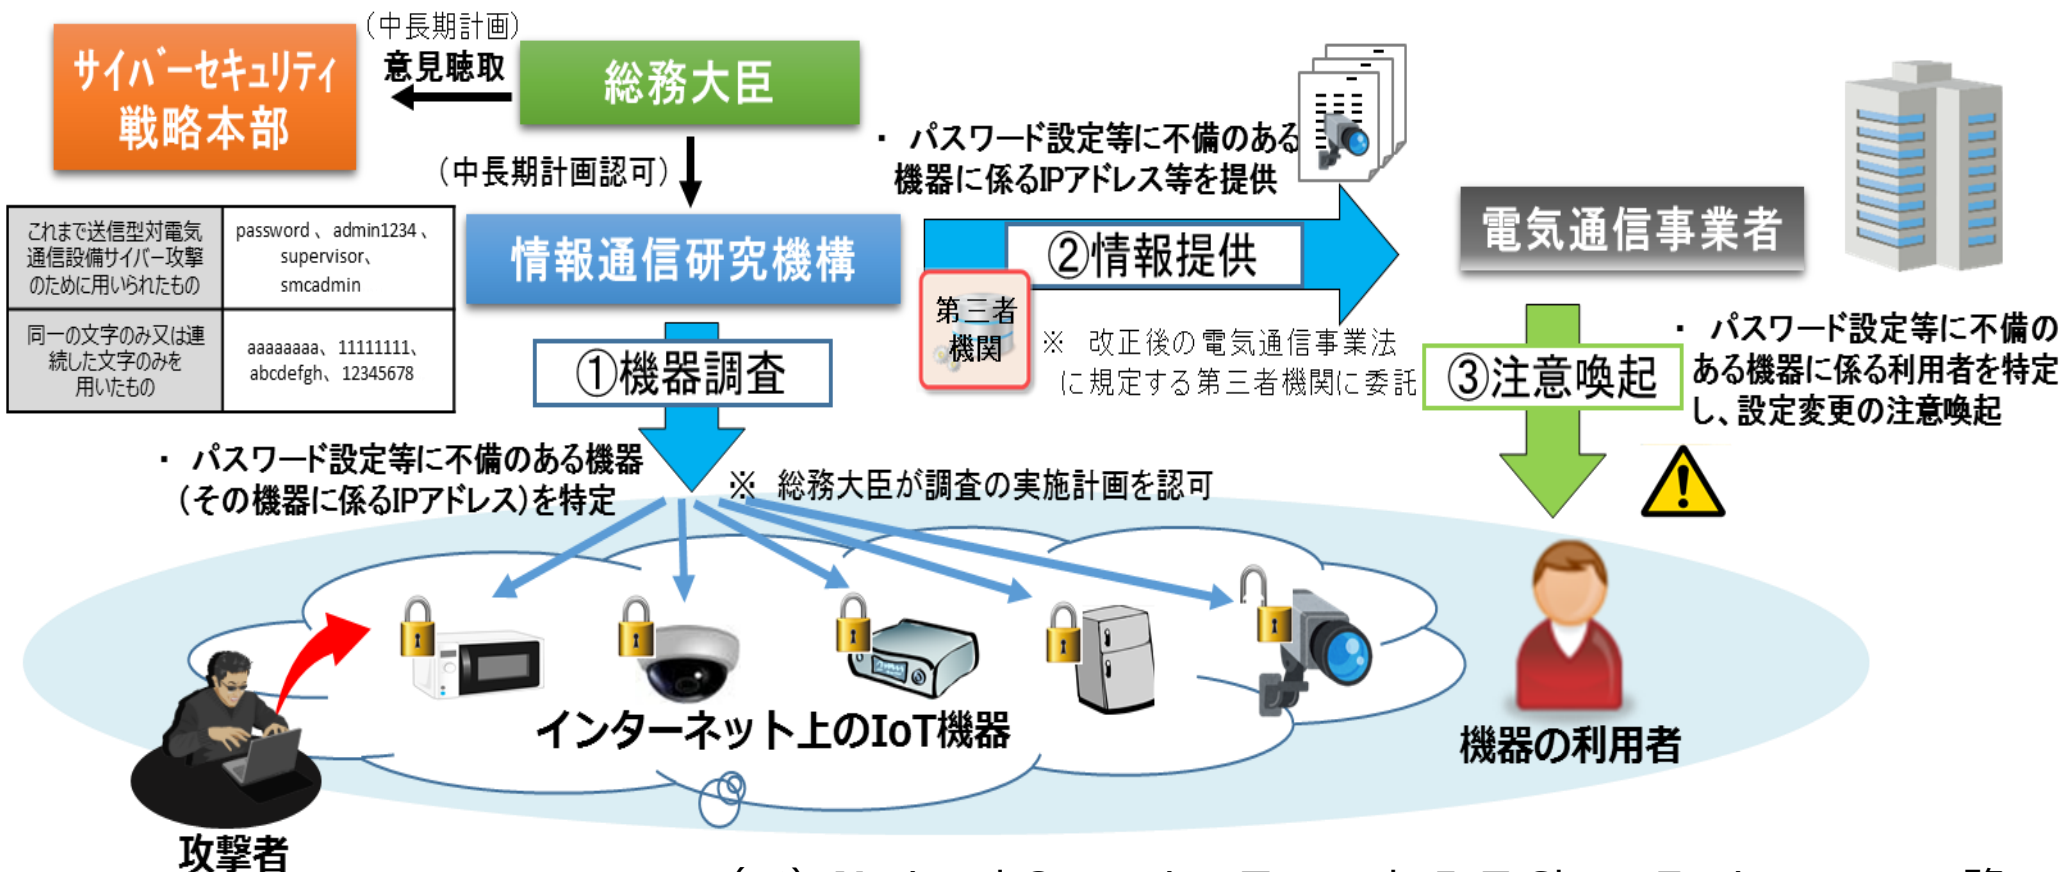 (中長期計画)
サイバーセキュリティ
戦略本部
意見聴取
総務大臣
(中長期計画認可)
・ パスワード設定等に不備のある
機器に係るIPアドレス等を提供
情報通信研究機構
②情報提供
電気通信事業者
これまで送信型対電気
通信設備サイバー攻撃
のために用いられたもの
password 、admin1234 、
supervisor、
smcadmin
同一の文字のみ又は連
続した文字のみを
用いたもの
aaaaaaaa、11111111、
abcdefgh、12345678
第三者
機関
※ 改正後の電気通信事業法
に規定する第三者機関に委託
①機器調査
③注意喚起
・ パスワード設定等に不備の
ある機器に係る利用者を特定
し、設定変更の注意喚起
・ パスワード設定等に不備のある機器
(その機器に係るIPアドレス)を特定
※ 総務大臣が調査の実施計画を認可
インターネット上のIoT機器
機器の利用者
攻撃者